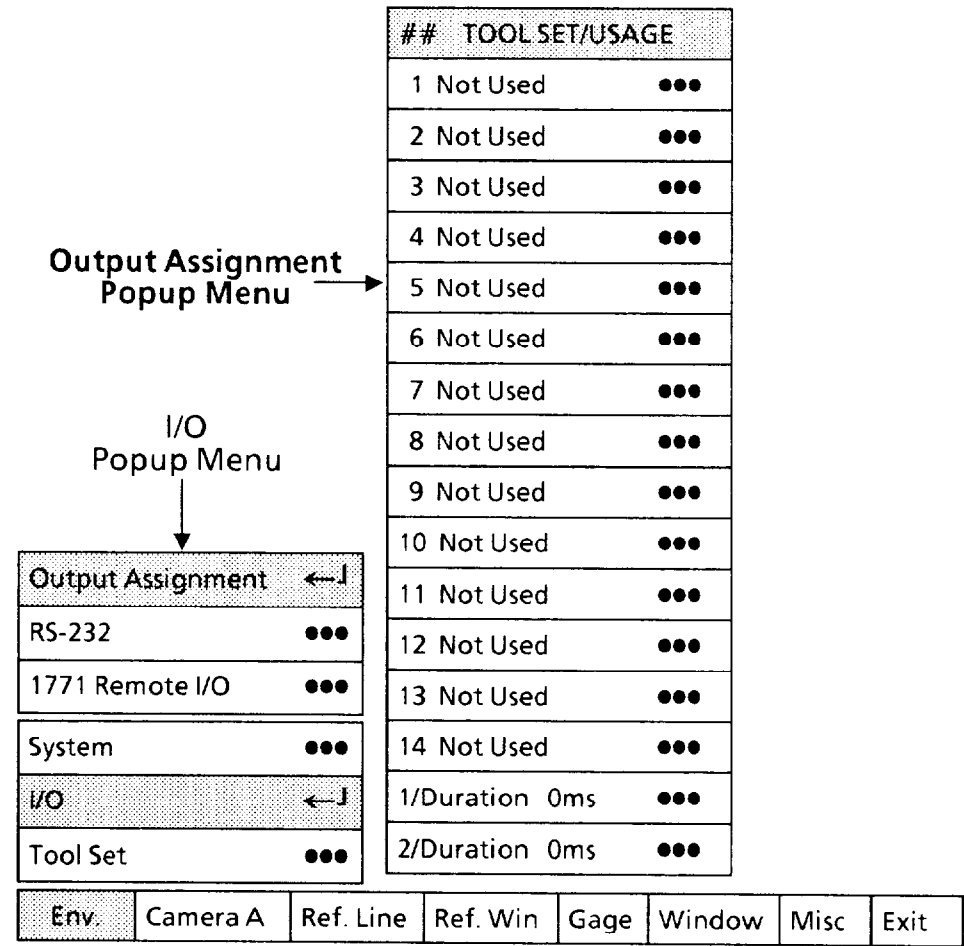 ## TOOL SET/USAGE
1 Not Used •••
2 Not Used •••
3 Not Used •••
4 Not Used •••
Output Assignment
Popup Menu
5 Not Used •••
6 Not Used •••
7 Not Used •••
8 Not Used •••
9 Not Used •••
10 Not Used •••
11 Not Used •••
12 Not Used •••
13 Not Used •••
14 Not Used •••
1/Duration 0ms •••
2/Duration 0ms •••
I/O
Popup Menu
Output Assignment ←┘
RS-232 •••
1771 Remote I/O •••
System •••
I/O ←┘
Tool Set •••
Env. Camera A Ref. Line Ref. Win Gage Window Misc Exit